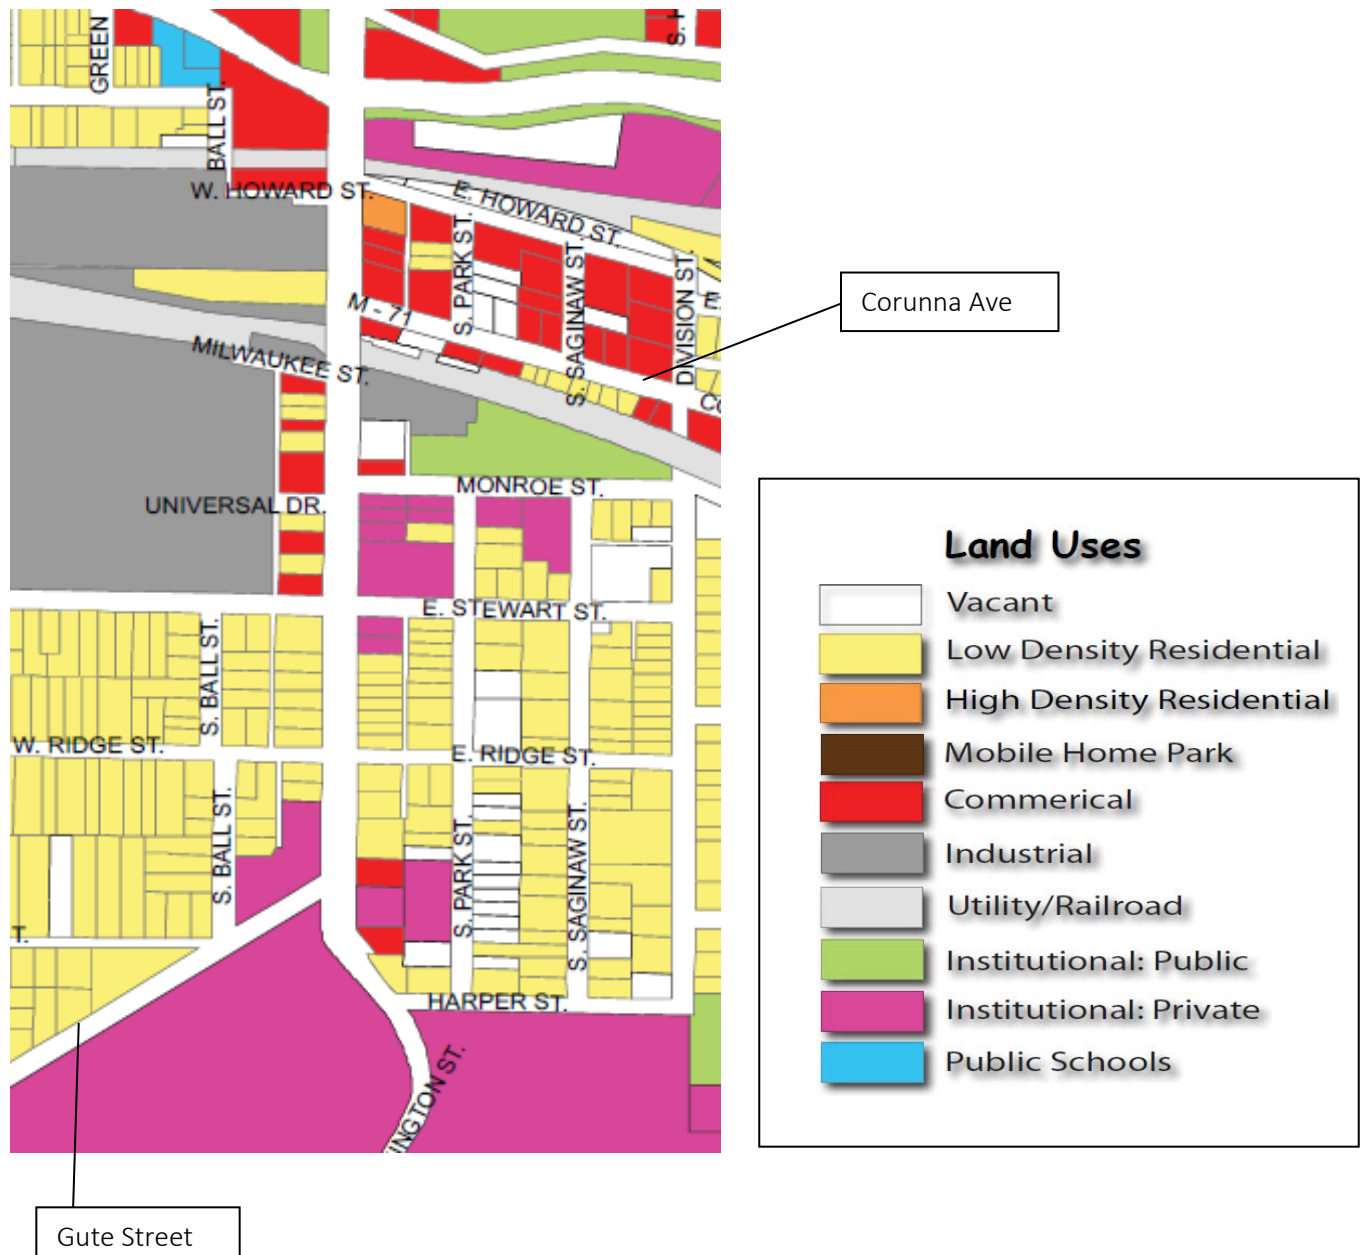 GREEN
S. P
BALL ST.
W. HOWARD ST.
E. HOWARD ST.
S. PARK ST.
S. SAGINAW ST.
DIVISION ST.
E.
M - 71
Corunna Ave
MILWAUKEE ST.
CO
MONROE ST.
UNIVERSAL DR.
E. STEWART ST.
S. BALL ST.
W. RIDGE ST.
E. RIDGE ST.
S. BALL ST.
S. PARK ST.
S. SAGINAW ST.
T.
HARPER ST.
INGTON ST.
Gute Street
Land Uses
Vacant
Low Density Residential
High Density Residential
Mobile Home Park
Commerical
Industrial
Utility/Railroad
Institutional: Public
Institutional: Private
Public Schools